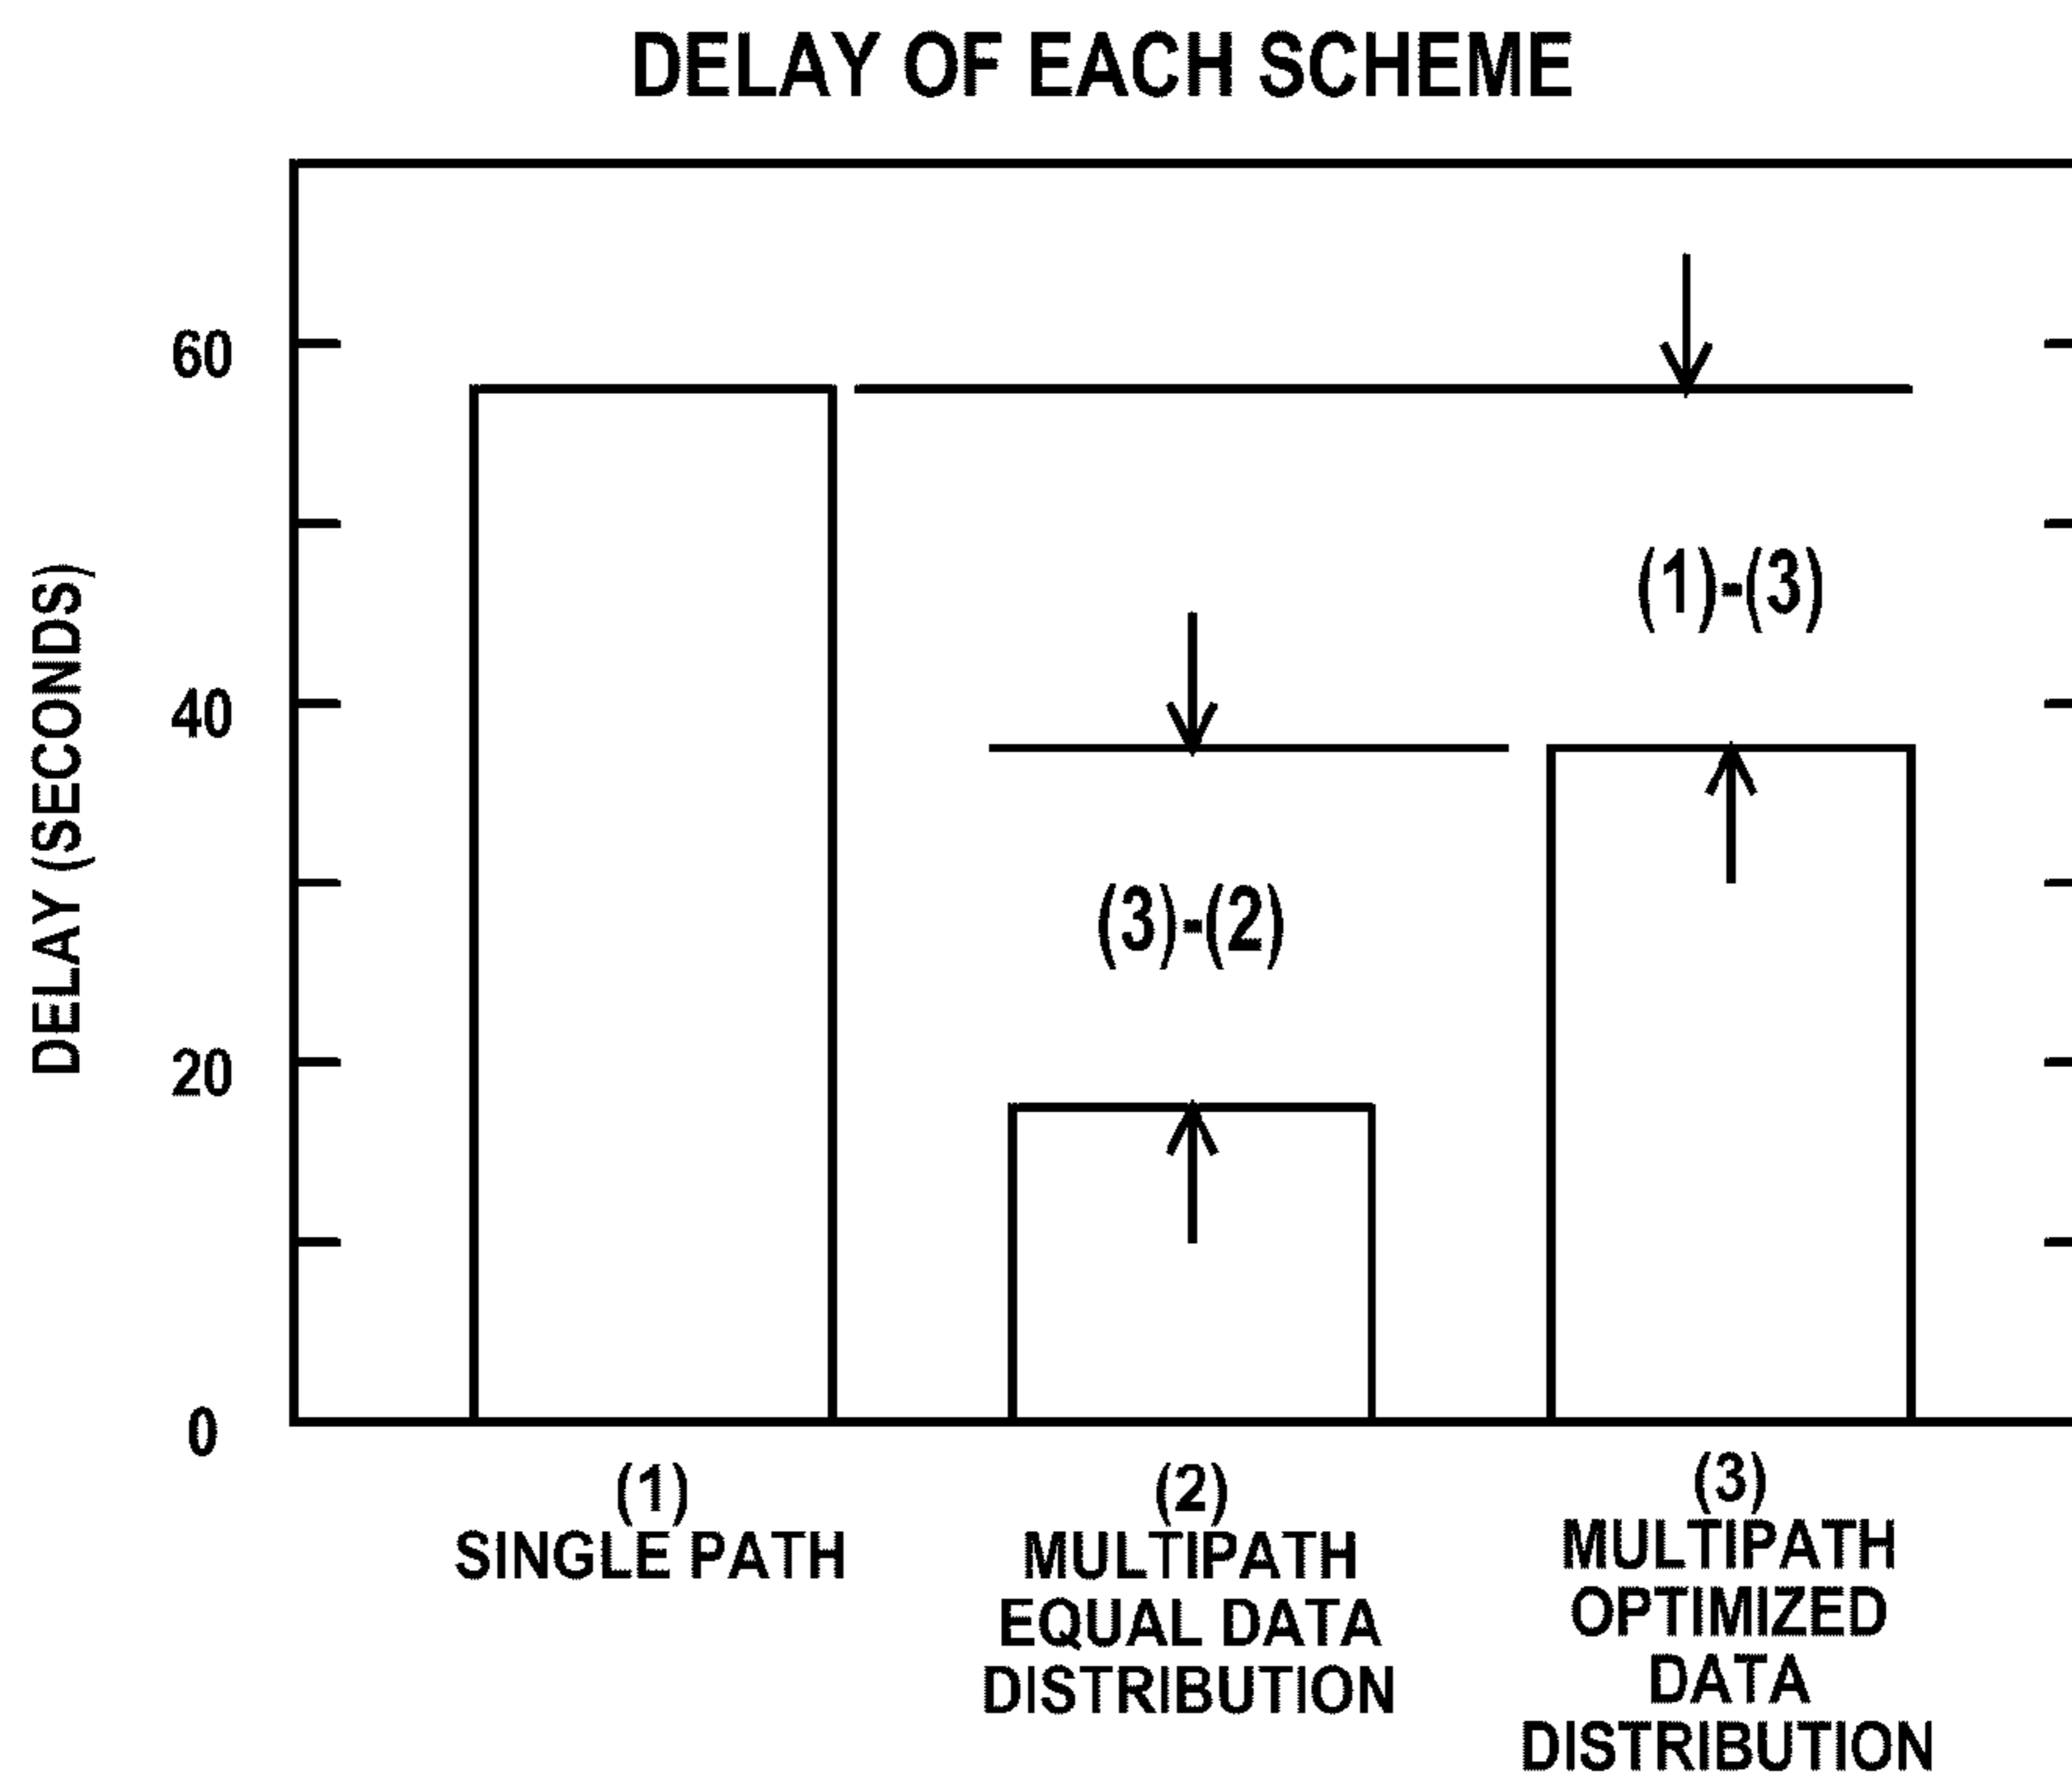 DELAY OF EACH SCHEME
DELAY (SECONDS)
60
40
20
0
(1)-(3)
(3)-(2)
(1)
SINGLE PATH
(2)
MULTIPATH
EQUAL DATA
DISTRIBUTION
(3)
MULTIPATH
OPTIMIZED
DATA
DISTRIBUTION